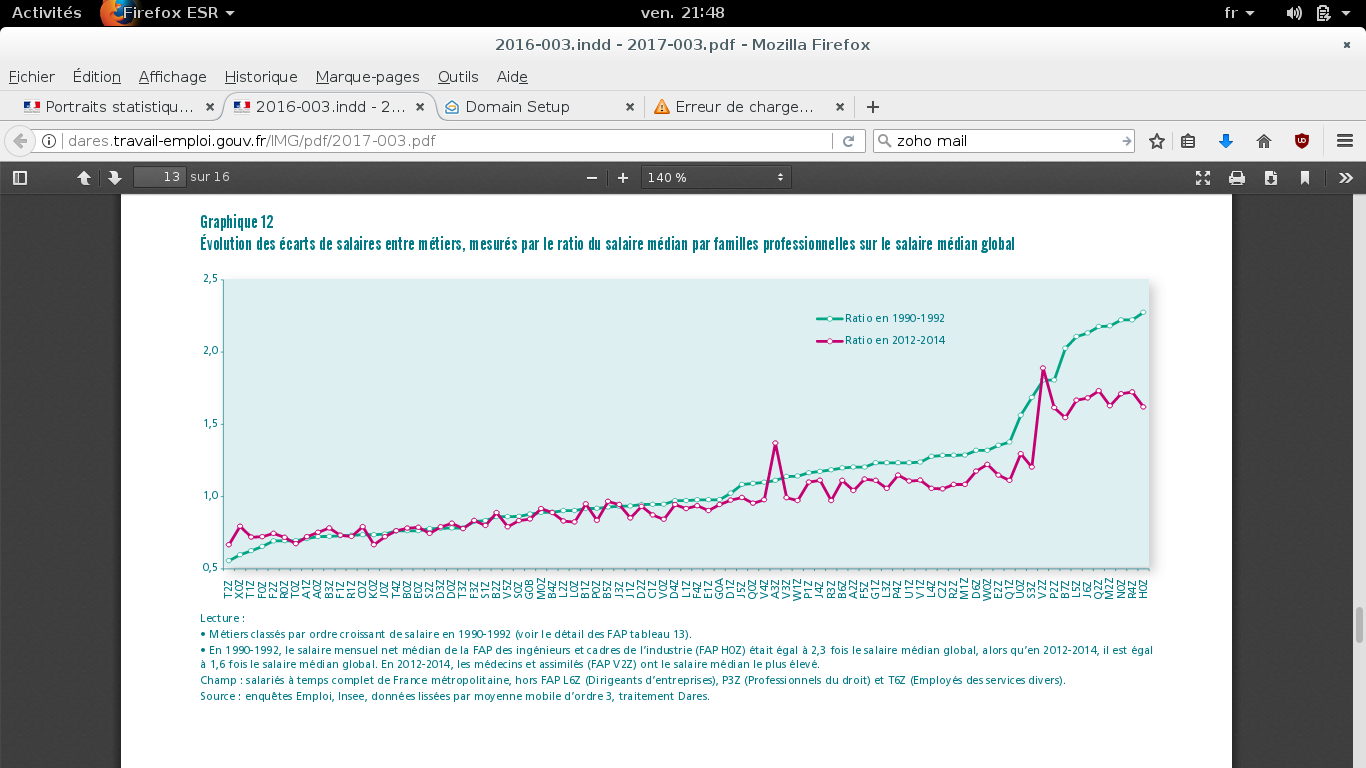 Activités Firefox ESR ven. 21:48 fr
2016-003.indd - 2017-003.pdf - Mozilla Firefox
Fichier Édition Affichage Historique Marque-pages Outils Aide
Portraits statistiqu... 2016-003.indd - 2... Domain Setup Erreur de charge...
dares.travail-emploi.gouv.fr/IMG/pdf/2017-003.pdf zoho mail
13 sur 16 140 %
Graphique 12
Évolution des écarts de salaires entre métiers, mesurés par le ratio du salaire médian par familles professionnelles sur le salaire médian global
2,5
Ratio en 1990-1992
Ratio en 2012-2014
2,0
1,5
1,0
0,5
T2Z X0Z T1Z F0Z F2Z R0Z T0Z A1Z A0Z B3Z F1Z R1Z C0Z K0Z J0Z T4Z B0Z E0Z S2Z D3Z D0Z T3Z F3Z S1Z B2Z V5Z S0Z G0B M0Z B4Z L2Z L0Z B1Z P0Z B5Z J3Z J1Z D2Z C1Z V0Z D4Z L1Z F4Z E1Z G0A D1Z J5Z Q0Z V4Z A3Z V3Z W1Z P1Z J4Z R3Z B6Z A2Z F5Z G1Z L3Z P4Z U1Z V1Z L4Z C2Z R2Z M1Z D6Z W0Z E2Z Q1Z U0Z S3Z V2Z P2Z B7Z L5Z J6Z Q2Z M2Z N0Z R4Z H0Z
Lecture :
• Métiers classés par ordre croissant de salaire en 1990-1992 (voir le détail des FAP tableau 13).
• En 1990-1992, le salaire mensuel net médian de la FAP des ingénieurs et cadres de l'industrie (FAP H0Z) était égal à 2,3 fois le salaire médian global, alors qu'en 2012-2014, il est égal
à 1,6 fois le salaire médian global. En 2012-2014, les médecins et assimilés (FAP V2Z) ont le salaire médian le plus élevé.
Champ : salariés à temps complet de France métropolitaine, hors FAP L6Z (Dirigeants d'entreprises), P3Z (Professionnels du droit) et T6Z (Employés des services divers).
Source : enquêtes Emploi, Insee, données lissées par moyenne mobile d'ordre 3, traitement Dares.